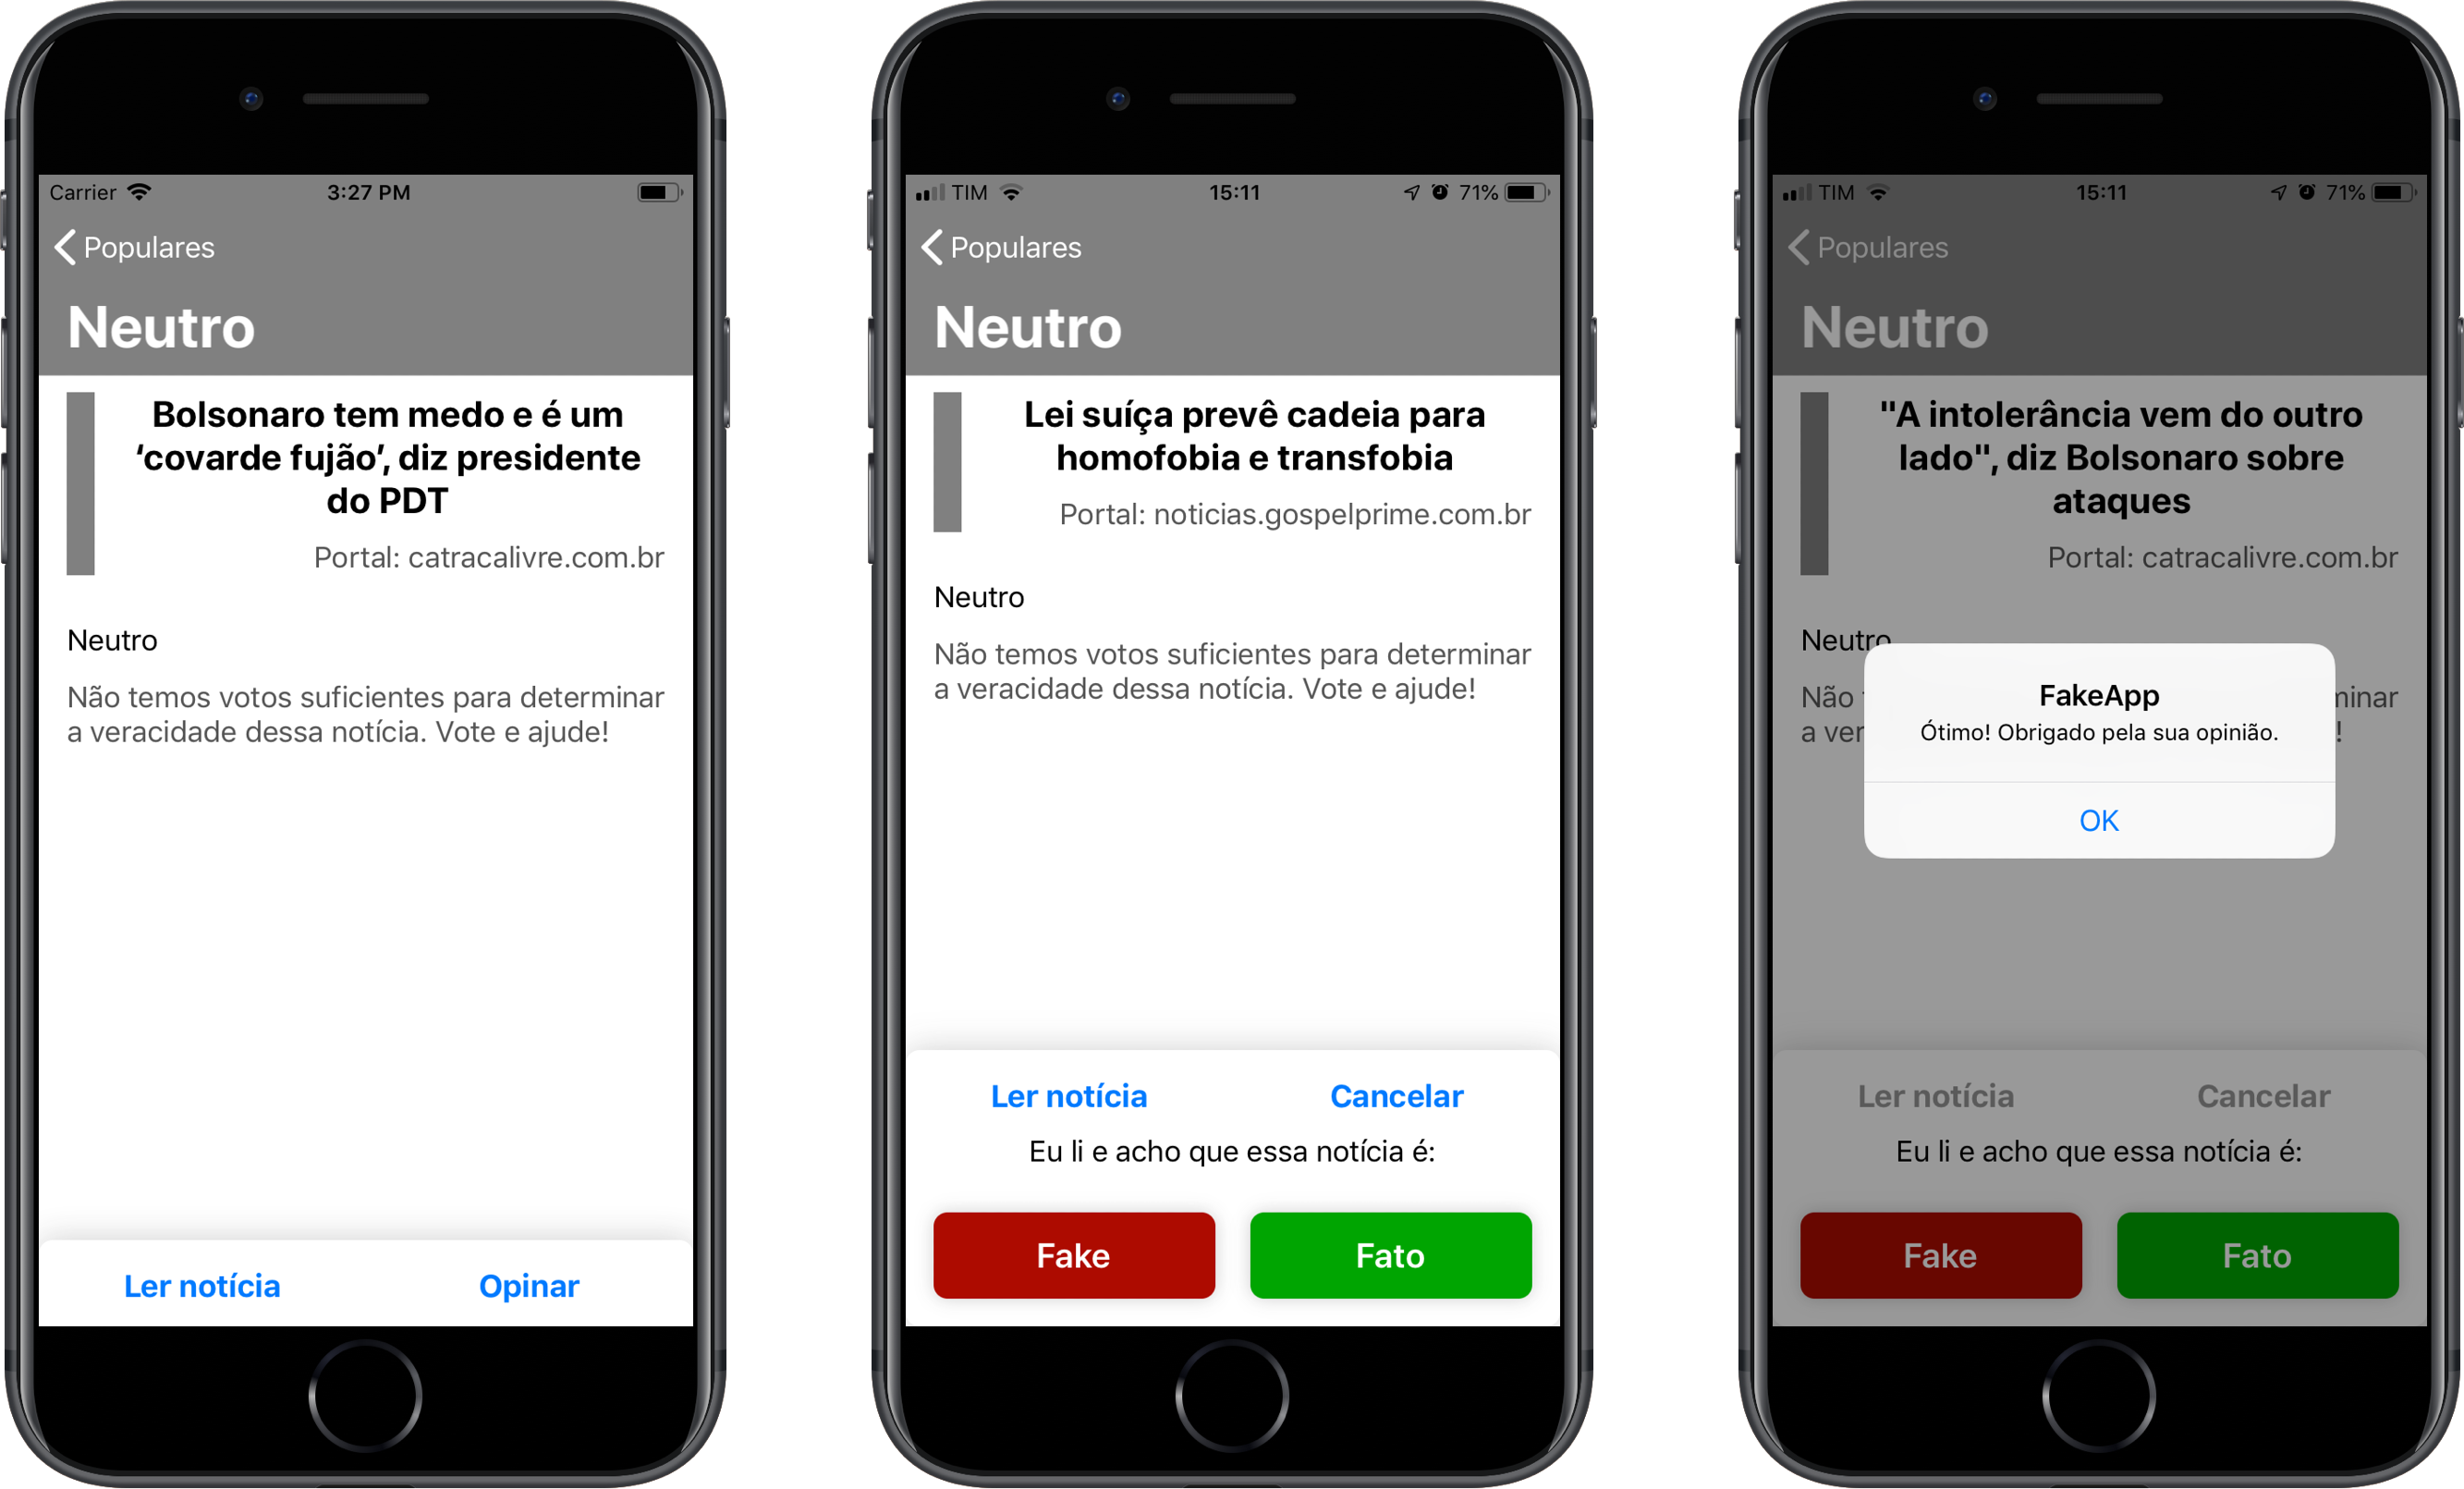 Carrier 3:27 PM
Populares
Neutro
Bolsonaro tem medo e é um
‘covarde fujão’, diz presidente
do PDT
Portal: catracalivre.com.br
Neutro
Não temos votos suficientes para determinar
a veracidade dessa notícia. Vote e ajude!
Ler notícia Opinar
TIM 15:11 71%
Populares
Neutro
Lei suíça prevê cadeia para
homofobia e transfobia
Portal: noticias.gospelprime.com.br
Neutro
Não temos votos suficientes para determinar
a veracidade dessa notícia. Vote e ajude!
Ler notícia Cancelar
Eu li e acho que essa notícia é:
Fake Fato
TIM 15:11 71%
Populares
Neutro
"A intolerância vem do outro
lado", diz Bolsonaro sobre
ataques
Portal: catracalivre.com.br
Neutro
Não minar
a ver !
FakeApp
Ótimo! Obrigado pela sua opinião.
OK
Ler notícia Cancelar
Eu li e acho que essa notícia é:
Fake Fato